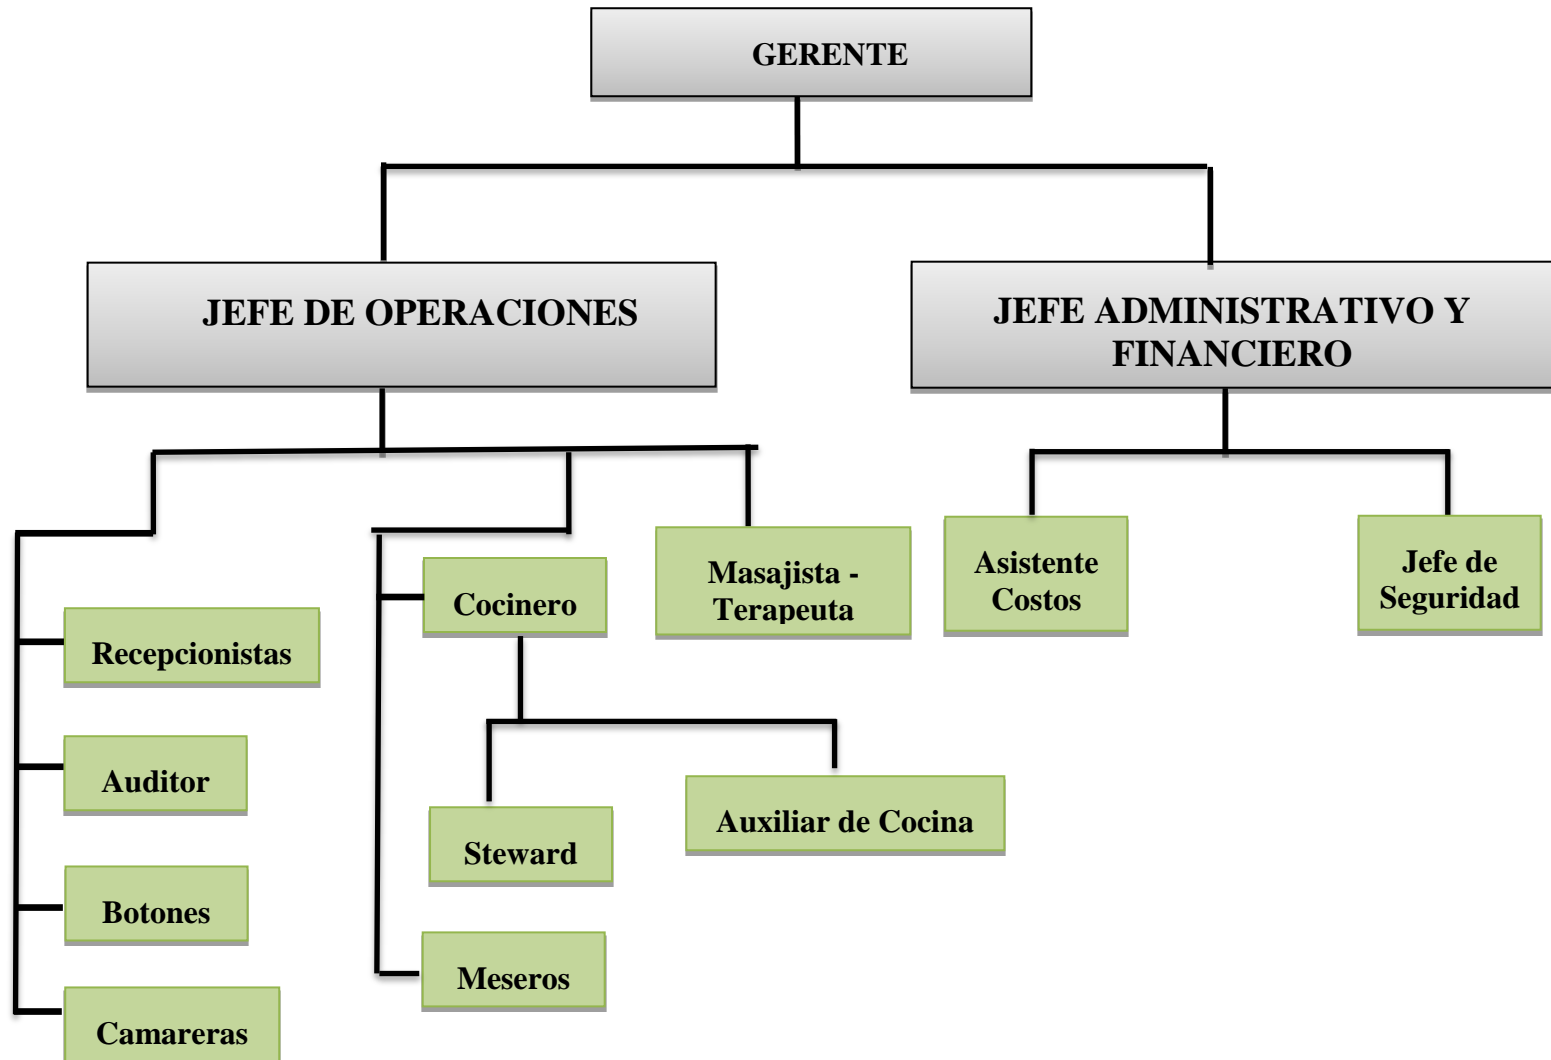 GERENTE
JEFE DE OPERACIONES
JEFE ADMINISTRATIVO Y
FINANCIERO
Masajista -
Terapeuta
Asistente
Costos
Jefe de
Seguridad
Cocinero
Recepcionistas
Auditor
Auxiliar de Cocina
Steward
Botones
Meseros
Camareras